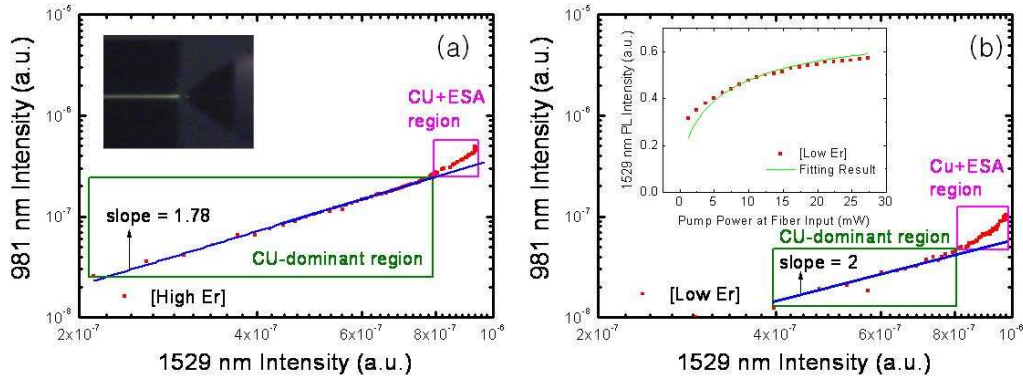 (a)
981 nm Intensity (a.u.)
10⁻⁵
10⁻⁶
10⁻⁷
10⁻⁸
CU+ESA
region
slope = 1.78
CU-dominant region
[High Er]
2x10⁻⁷
4x10⁻⁷
6x10⁻⁷
8x10⁻⁷
10⁻⁶
1529 nm Intensity (a.u.)
(b)
981 nm Intensity (a.u.)
10⁻⁵
10⁻⁶
10⁻⁷
10⁻⁸
1529 nm PL Intensity (a.u.)
0.6
0.4
0.2
0.0
[Low Er]
Fitting Result
0 5 10 15 20 25 30
Pump Power at Fiber Input (mW)
Cu+ESA
region
CU-dominant region
slope = 2
[Low Er]
2x10⁻⁷
4x10⁻⁷
6x10⁻⁷
8x10⁻⁷
10⁻⁶
1529 nm Intensity (a.u.)